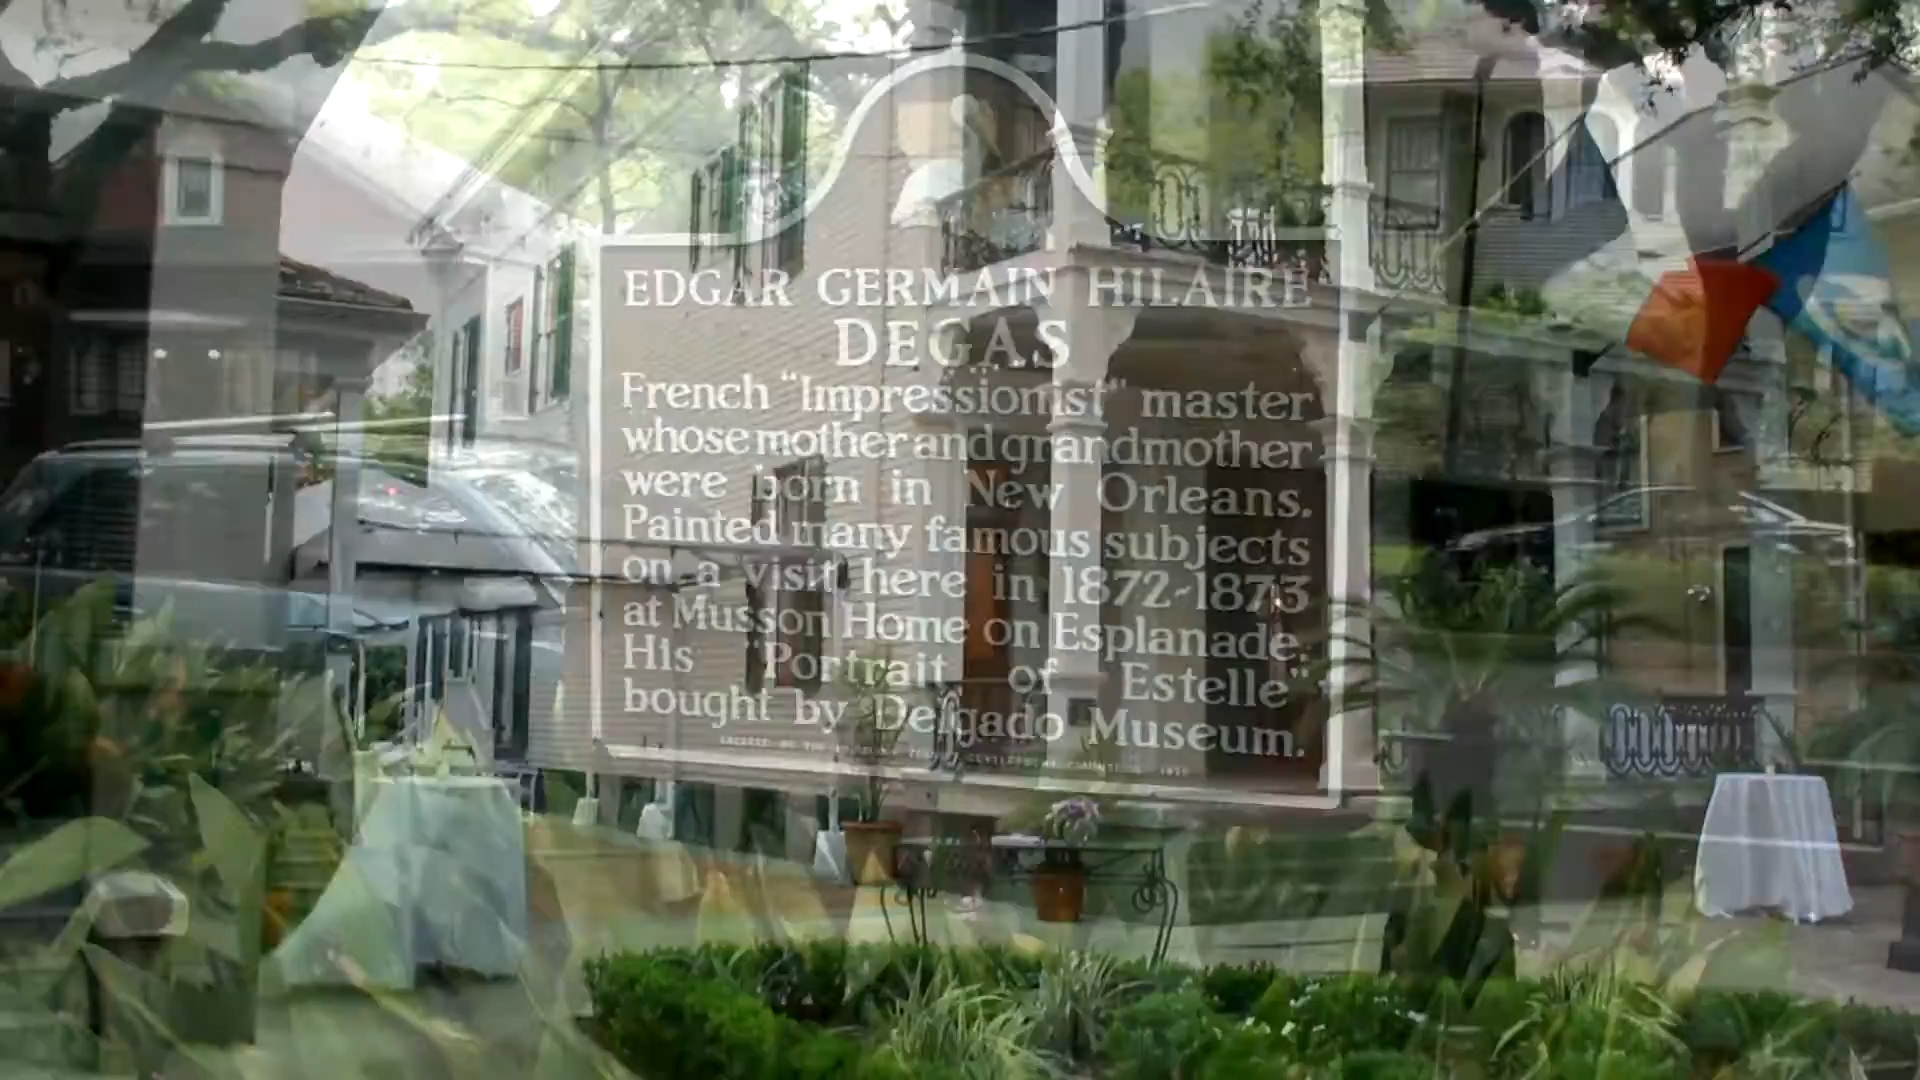 EDGAR GERMAIN HILAIRE
DEGAS
French "Impressionist" master
whose mother and grandmother
were born in New Orleans.
Painted many famous subjects
on a visit here in 1872-1873
at Musson Home on Esplanade.
His "Portrait of Estelle"
bought by Delgado Museum.